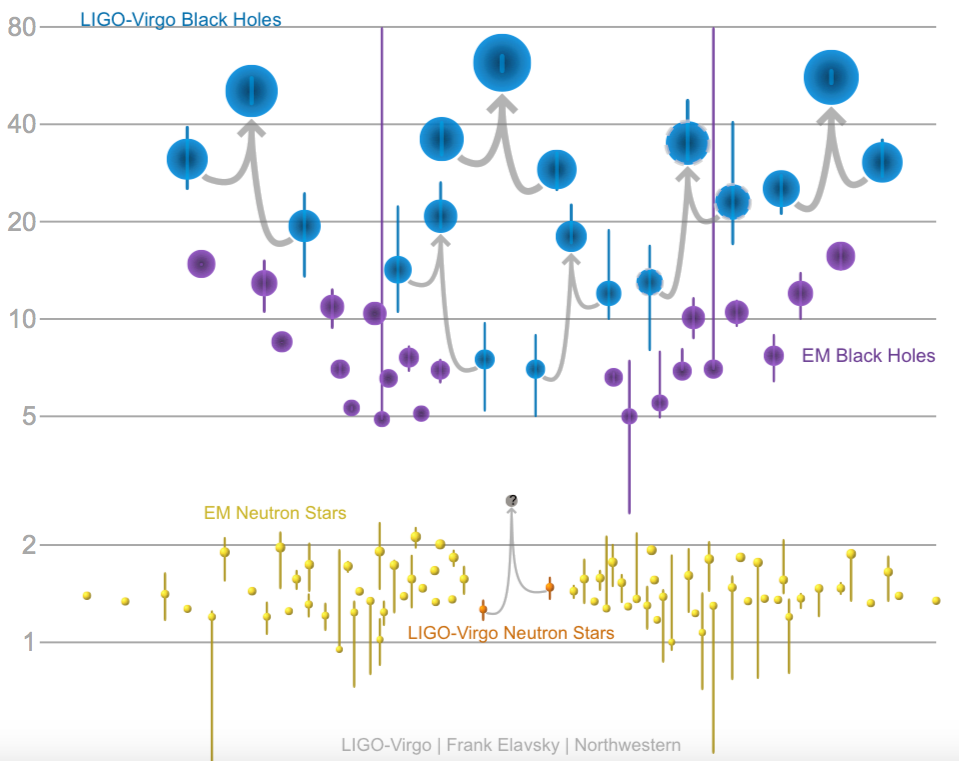 80
LIGO-Virgo Black Holes
40
20
10
EM Black Holes
5
?
EM Neutron Stars
2
LIGO-Virgo Neutron Stars
1
LIGO-Virgo | Frank Elavsky | Northwestern